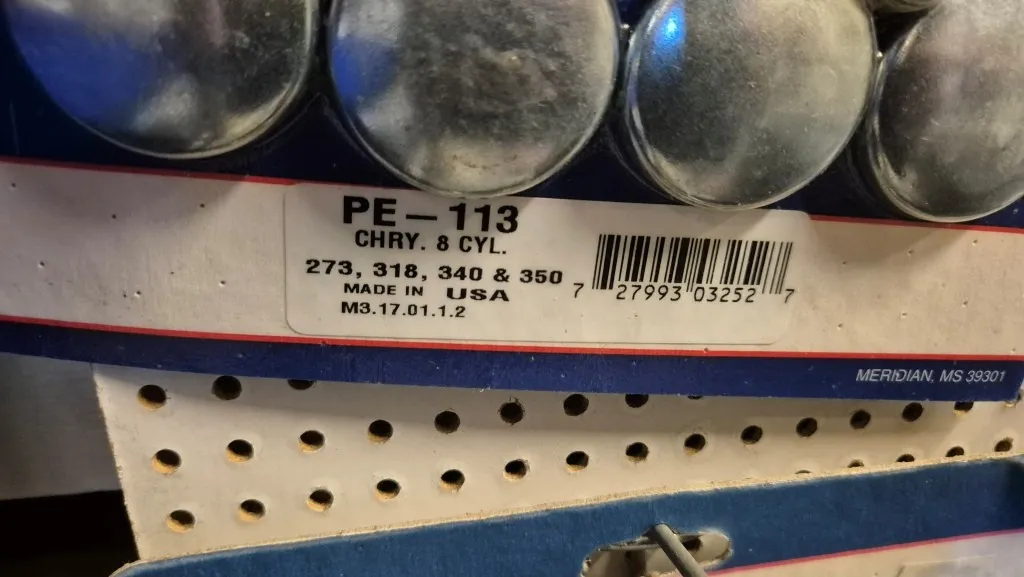 PE-113
CHRY. 8 CYL.
273, 318, 340 & 350
MADE IN USA
M3.17.01.1.2
7 27993 03252 7
MERIDIAN, MS 39301